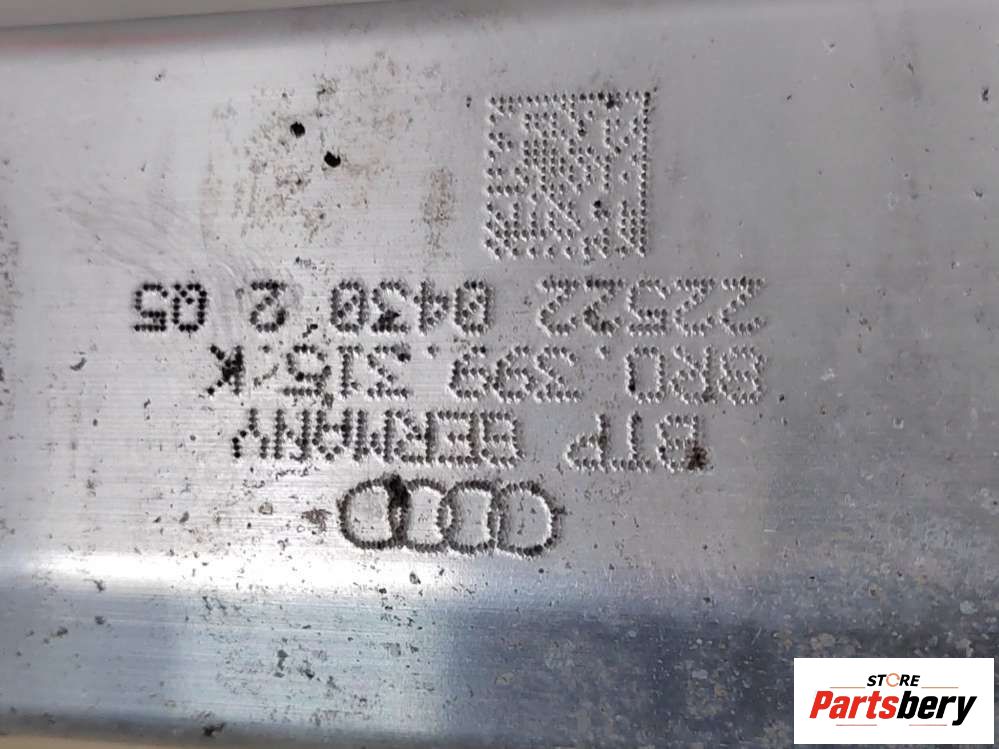 BTP GERMANY
8R0.399.315.K
22522 0430 2 05
STORE
Partsbery